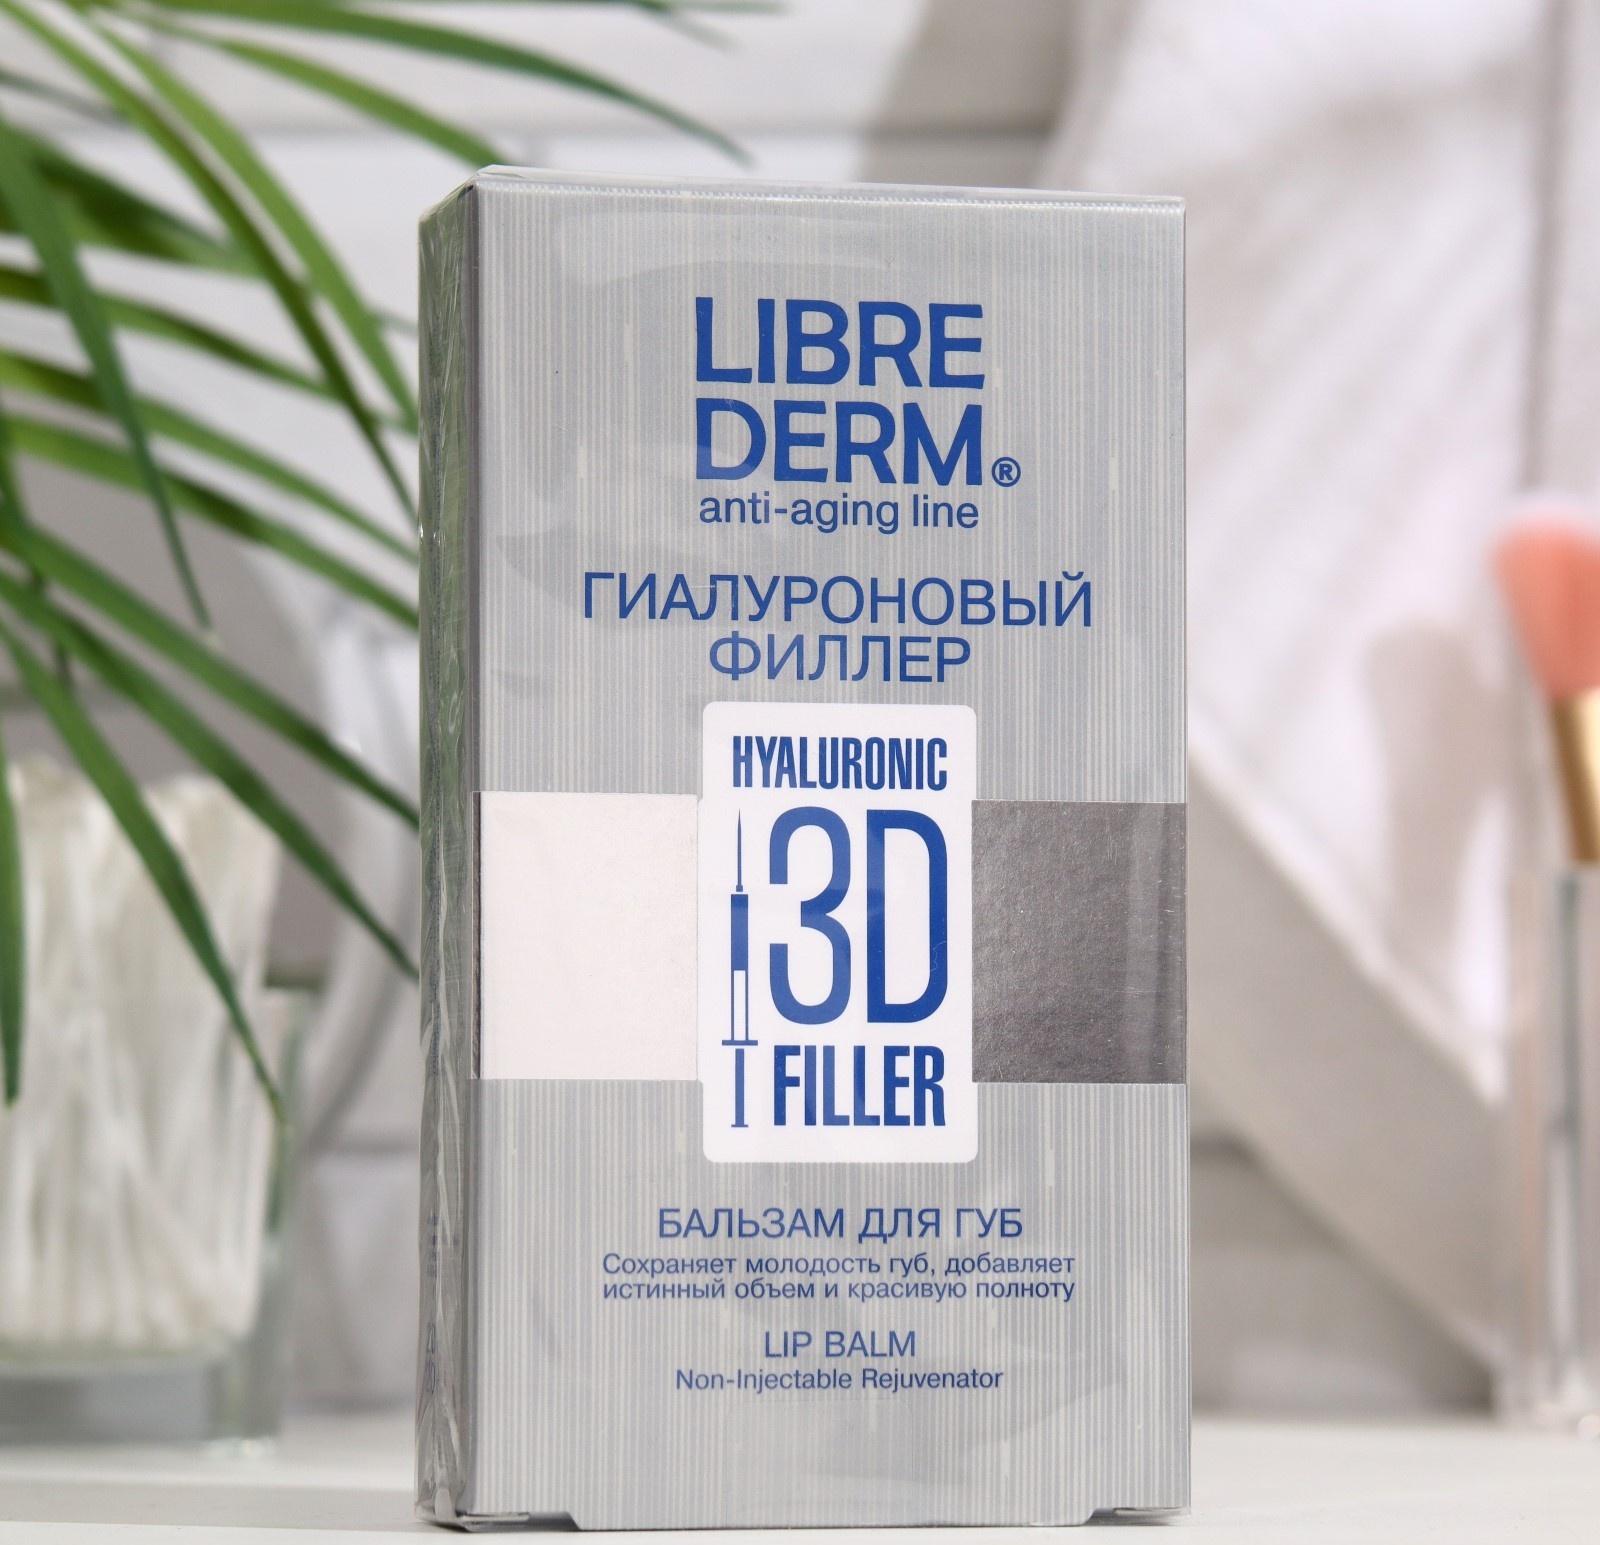 LIBRE
DERM®
anti-aging line
ГИАЛУРОНОВЫЙ
ФИЛЛЕР
HYALURONIC
3D
FILLER
БАЛЬЗАМ ДЛЯ ГУБ
Сохраняет молодость губ, добавляет
истинный объем и красивую полноту
LIP BALM
Non-Injectable Rejuvenator